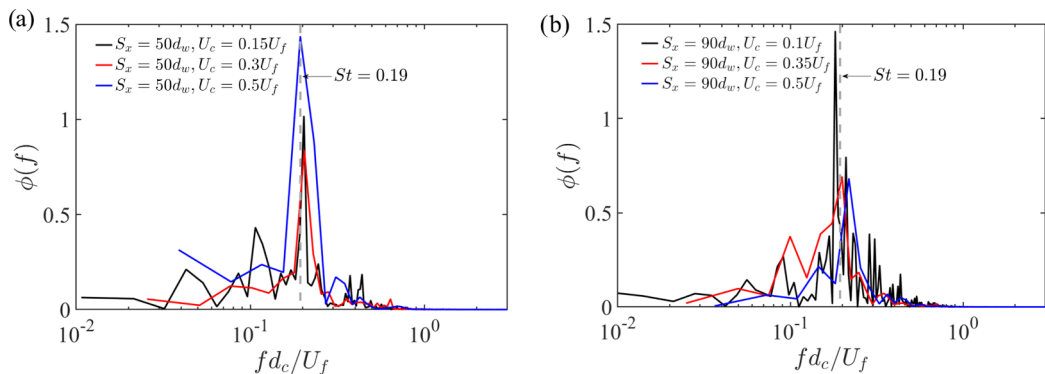 (a)
1.5
1
0.5
0
ϕ(f)
S_x = 50d_w, U_c = 0.15U_f
S_x = 50d_w, U_c = 0.3U_f
S_x = 50d_w, U_c = 0.5U_f
St = 0.19
10^{-2}
10^{-1}
10^{0}
fd_c/U_f
(b)
1.5
1
0.5
0
ϕ(f)
S_x = 90d_w, U_c = 0.1U_f
S_x = 90d_w, U_c = 0.35U_f
S_x = 90d_w, U_c = 0.5U_f
St = 0.19
10^{-2}
10^{-1}
10^{0}
fd_c/U_f